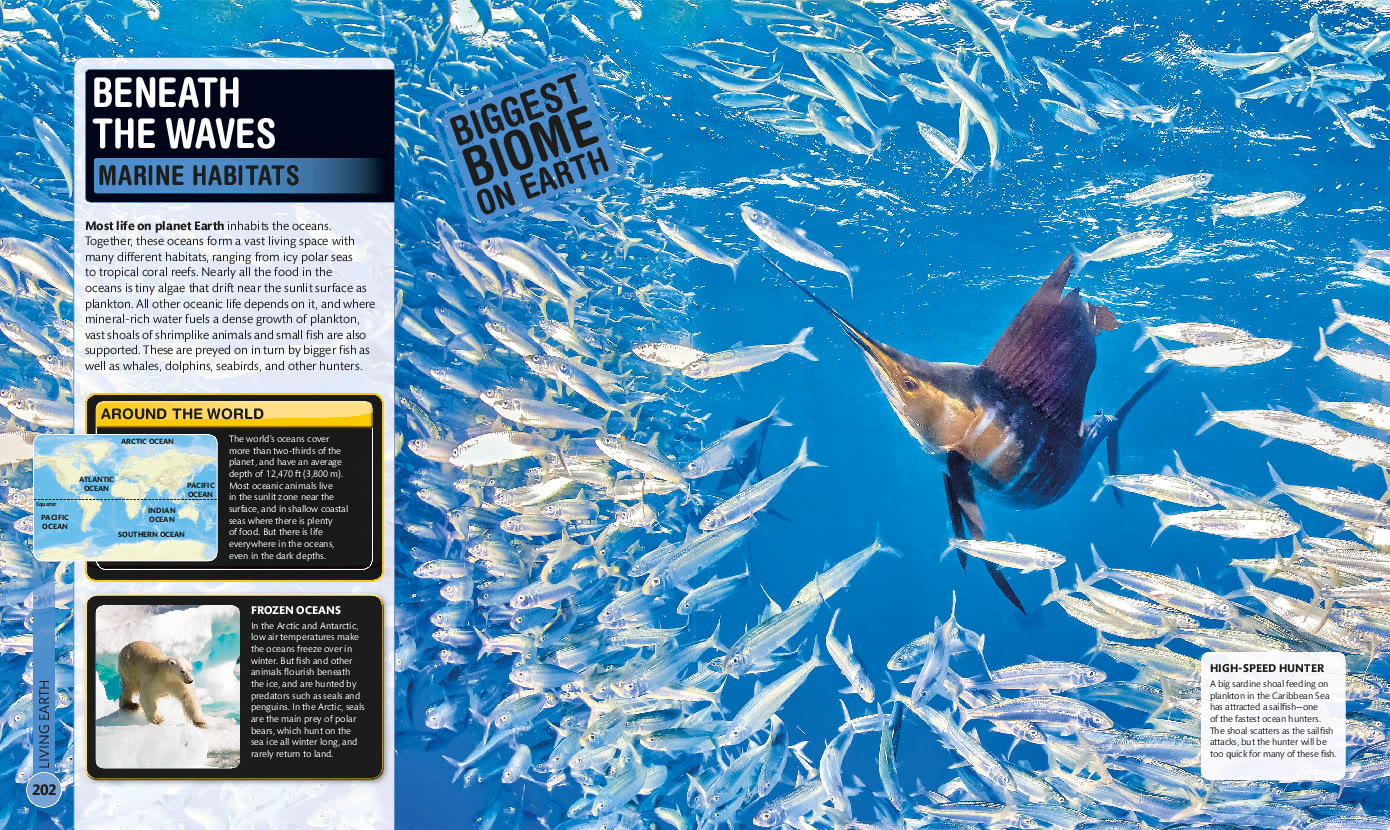 BENEATH
THE WAVES
MARINE HABITATS
Most life on planet Earth inhabits the oceans.
Together, these oceans form a vast living space with
many different habitats, ranging from icy polar seas
to tropical coral reefs. Nearly all the food in the
oceans is tiny algae that drift near the sunlit surface as
plankton. All other oceanic life depends on it, and where
mineral-rich water fuels a dense growth of plankton,
vast shoals of shrimplike animals and small fish are also
supported. These are preyed on in turn by bigger fish as
well as whales, dolphins, seabirds, and other hunters.
BIGGEST
BIOME
ON EARTH
AROUND THE WORLD
ARCTIC OCEAN
ATLANTIC
OCEAN
PACIFIC
OCEAN
Equator
PACIFIC
OCEAN
INDIAN
OCEAN
SOUTHERN OCEAN
The world's oceans cover
more than two-thirds of the
planet, and have an average
depth of 12,470 ft (3,800 m).
Most oceanic animals live
in the sunlit zone near the
surface, and in shallow coastal
seas where there is plenty
of food. But there is life
everywhere in the oceans,
even in the dark depths.
FROZEN OCEANS
In the Arctic and Antarctic,
low air temperatures make
the oceans freeze over in
winter. But fish and other
animals flourish beneath
the ice, and are hunted by
predators such as seals and
penguins. In the Arctic, seals
are the main prey of polar
bears, which hunt on the
sea ice all winter long, and
rarely return to land.
HIGH-SPEED HUNTER
A big sardine shoal feeding on
plankton in the Caribbean Sea
has attracted a sailfish—one
of the fastest ocean hunters.
The shoal scatters as the sailfish
attacks, but the hunter will be
too quick for many of these fish.
LIVING EARTH
202